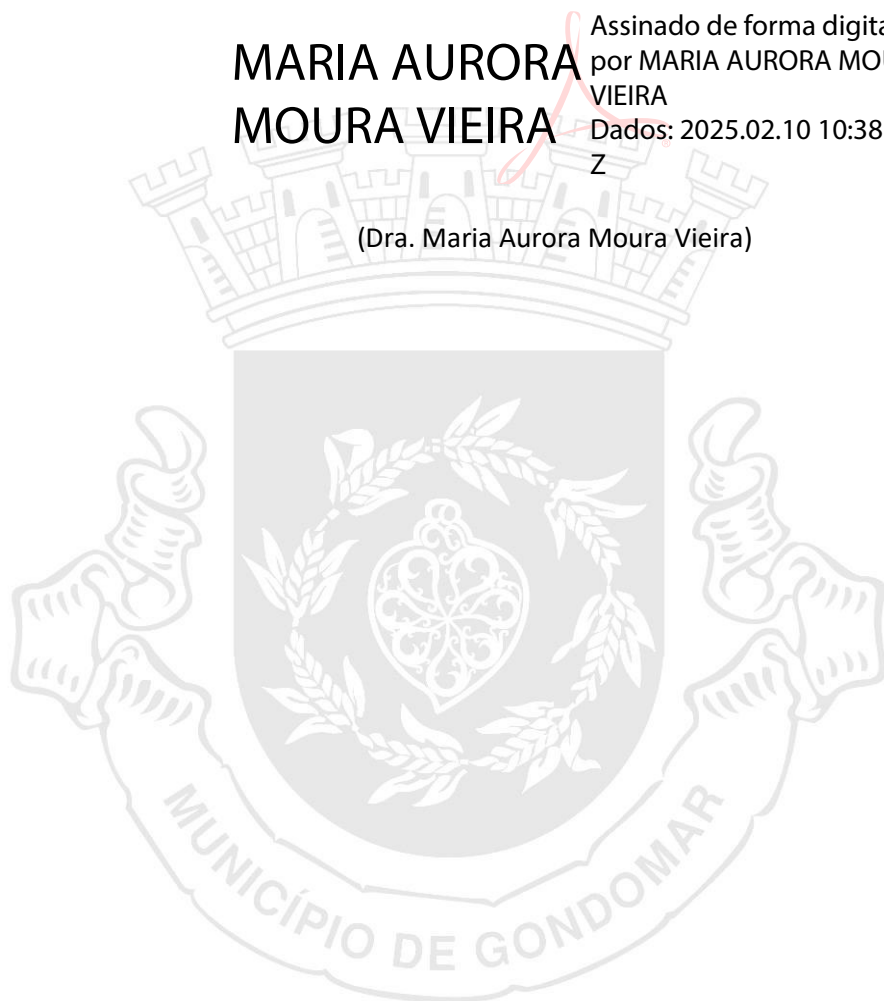 MARIA AURORA
MOURA VIEIRA
Assinado de forma digita
por MARIA AURORA MOU
VIEIRA
Dados: 2025.02.10 10:38
Z
(Dra. Maria Aurora Moura Vieira)
MUNICÍPIO DE GONDOMAR